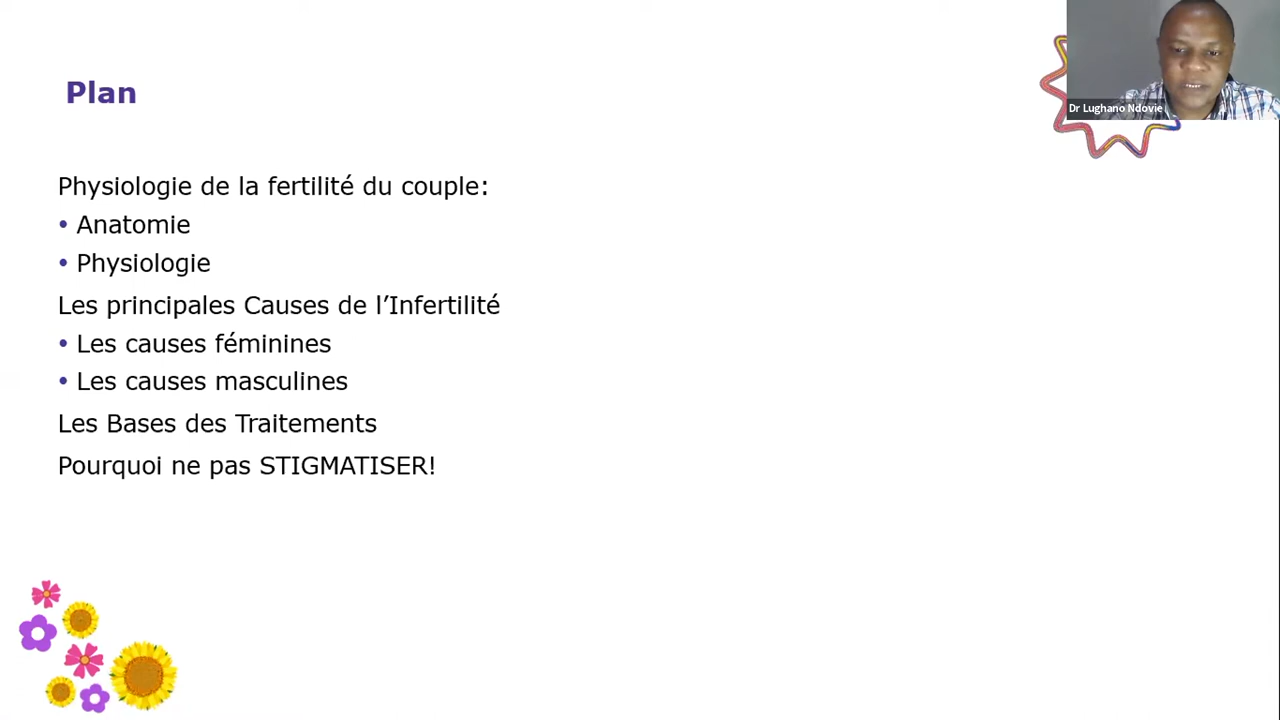 Plan
Dr Lughano Ndovie
Physiologie de la fertilité du couple:
• Anatomie
• Physiologie
Les principales Causes de l’Infertilité
• Les causes féminines
• Les causes masculines
Les Bases des Traitements
Pourquoi ne pas STIGMATISER!